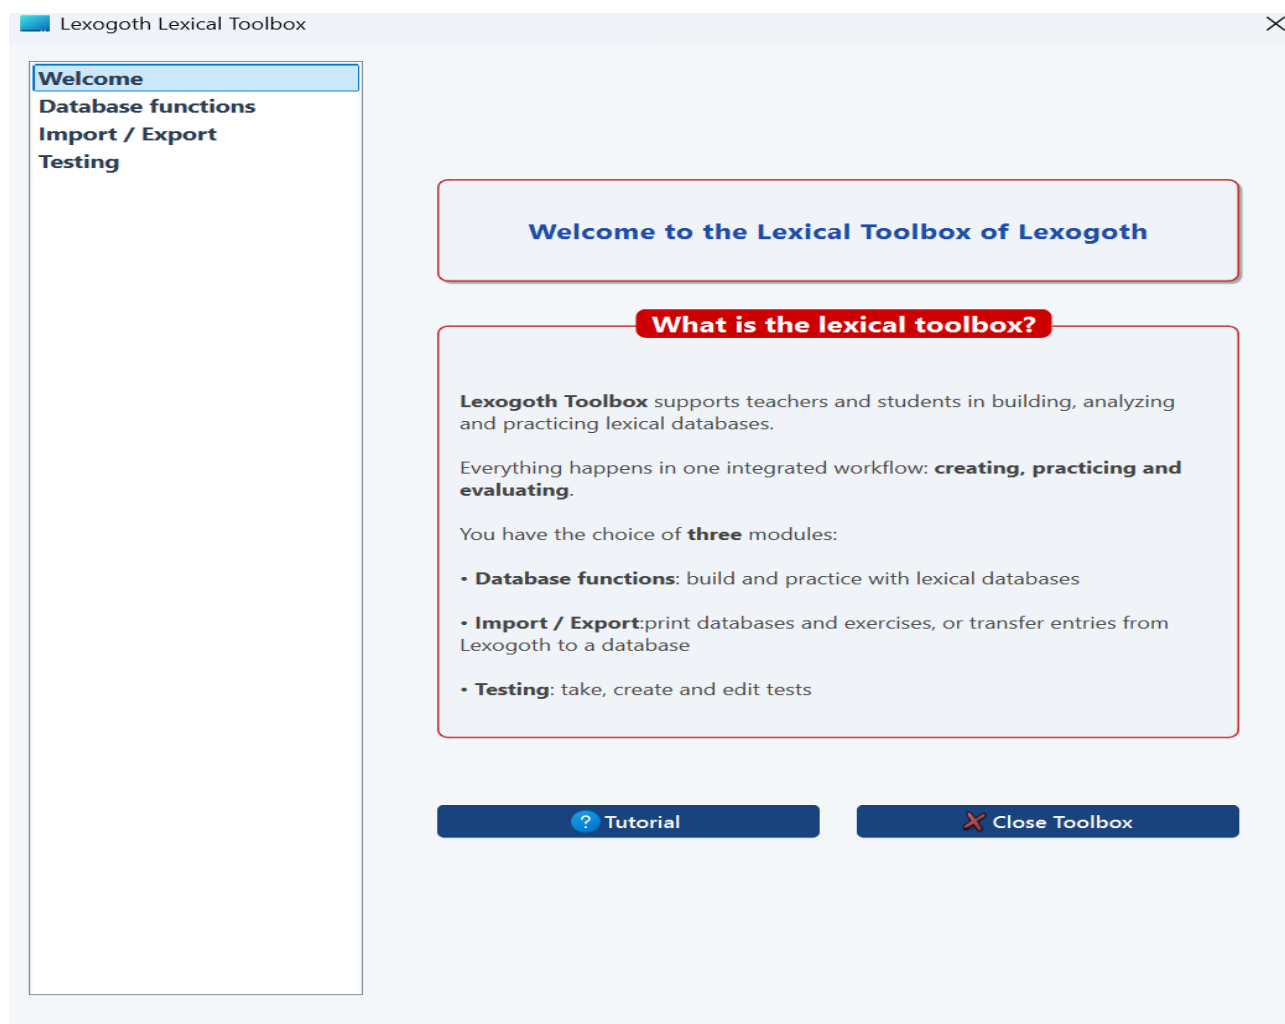 Lexogoth Lexical Toolbox
Welcome
Database functions
Import / Export
Testing
Welcome to the Lexical Toolbox of Lexogoth
What is the lexical toolbox?
Lexogoth Toolbox supports teachers and students in building, analyzing
and practicing lexical databases.
Everything happens in one integrated workflow: creating, practicing and
evaluating.
You have the choice of three modules:
• Database functions: build and practice with lexical databases
• Import / Export:print databases and exercises, or transfer entries from
Lexogoth to a database
• Testing: take, create and edit tests
? Tutorial
Close Toolbox